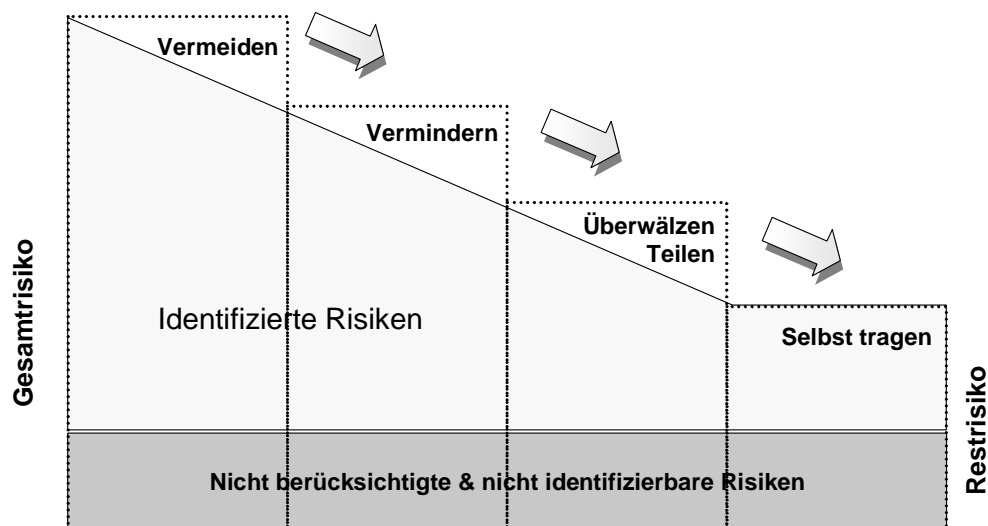 Vermeiden
Vermindern
Überwälzen
Teilen
Selbst tragen
Gesamtrisiko
Identifizierte Risiken
Restrisiko
Nicht berücksichtigte & nicht identifizierbare Risiken